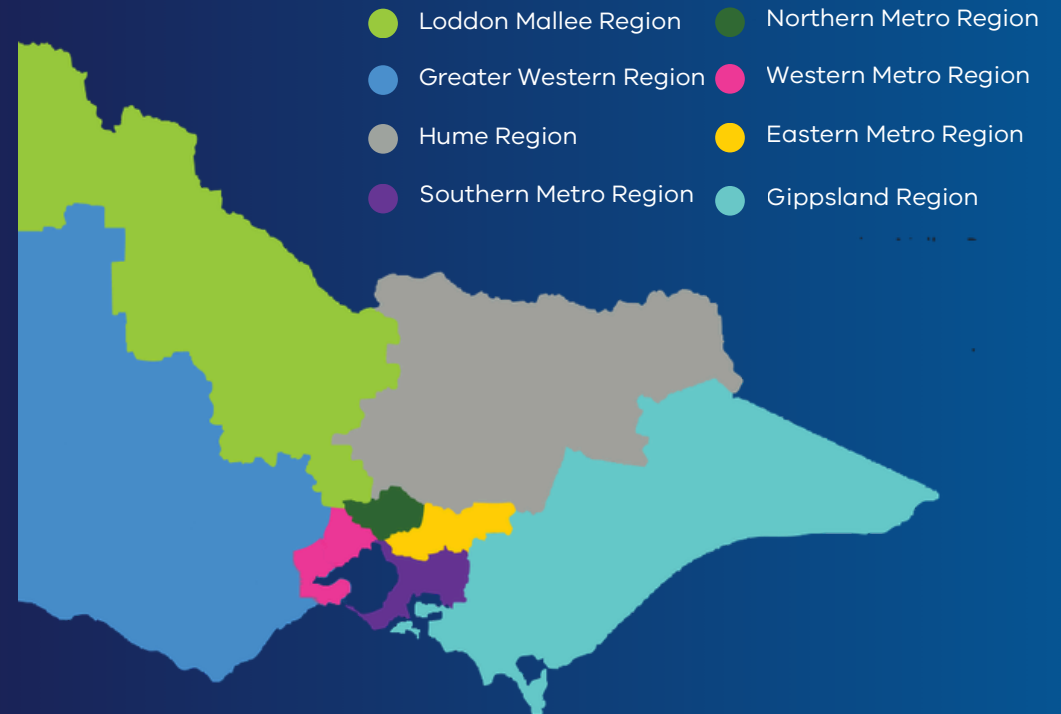 Loddon Mallee Region
Northern Metro Region
Greater Western Region
Western Metro Region
Hume Region
Eastern Metro Region
Southern Metro Region
Gippsland Region